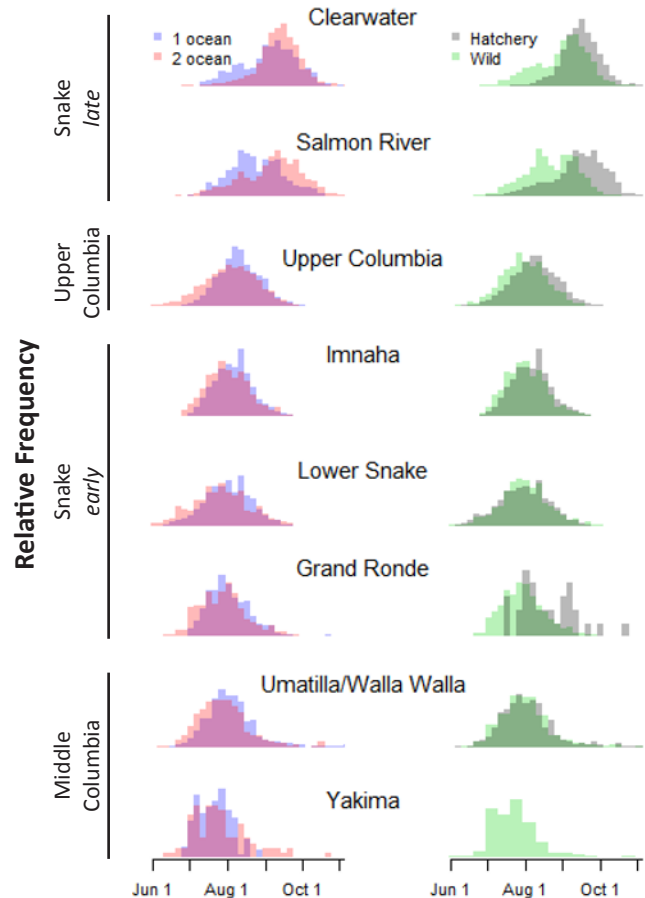 Clearwater
1 ocean
2 ocean
Hatchery
Wild
Snake
late
Salmon River
Upper
Columbia
Upper Columbia
Relative Frequency
Imnaha
Snake
early
Lower Snake
Grand Ronde
Middle
Columbia
Umatilla/Walla Walla
Yakima
Jun 1 Aug 1 Oct 1 Jun 1 Aug 1 Oct 1